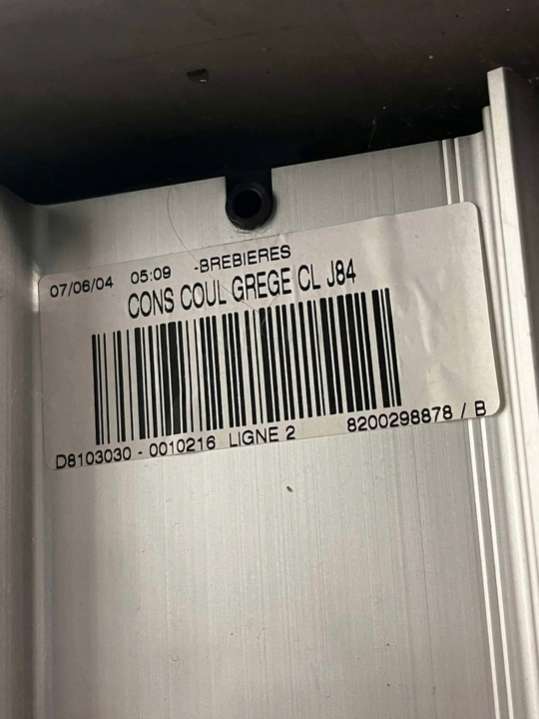 07/06/04 05:09 -BREBIERES
CONS COUL GREGE CL J84
D8103030 - 0010216 LIGNE 2 8200298878 / B